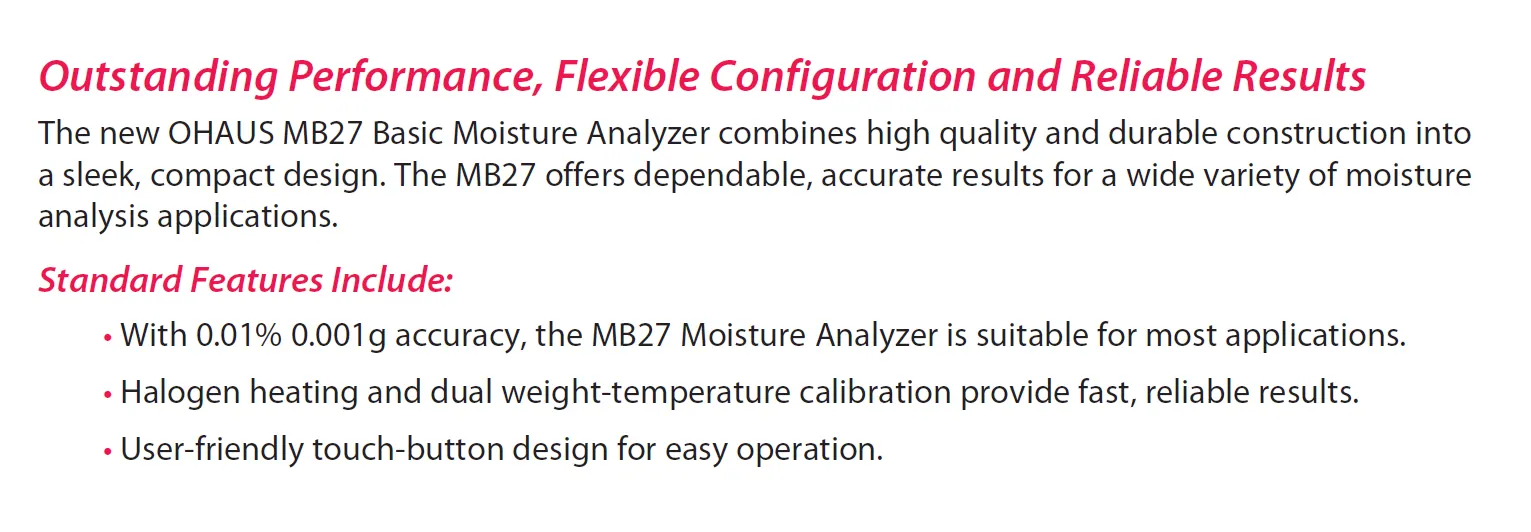 Outstanding Performance, Flexible Configuration and Reliable Results
The new OHAUS MB27 Basic Moisture Analyzer combines high quality and durable construction into
a sleek, compact design. The MB27 offers dependable, accurate results for a wide variety of moisture
analysis applications.
Standard Features Include:
• With 0.01% 0.001g accuracy, the MB27 Moisture Analyzer is suitable for most applications.
• Halogen heating and dual weight-temperature calibration provide fast, reliable results.
• User-friendly touch-button design for easy operation.